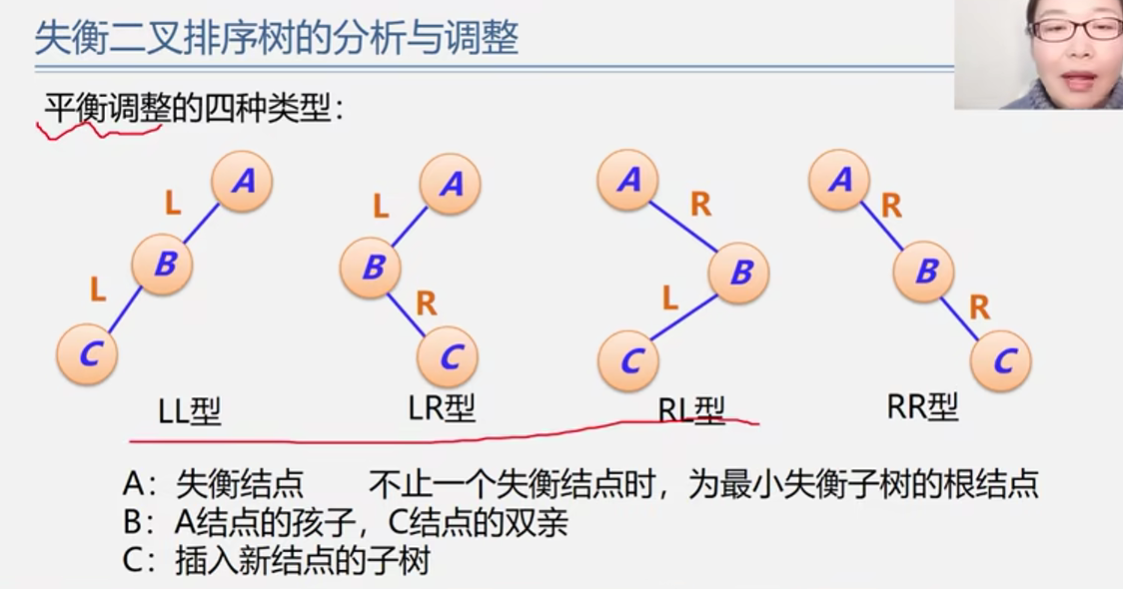 失衡二叉排序树的分析与调整
平衡调整的四种类型：
A
L
B
L
C
LL型
A
L
B
R
C
LR型
A
R
B
L
C
RL型
A
R
B
R
C
RR型
A：失衡结点 不止一个失衡结点时，为最小失衡子树的根结点
B：A结点的孩子，C结点的双亲
C：插入新结点的子树